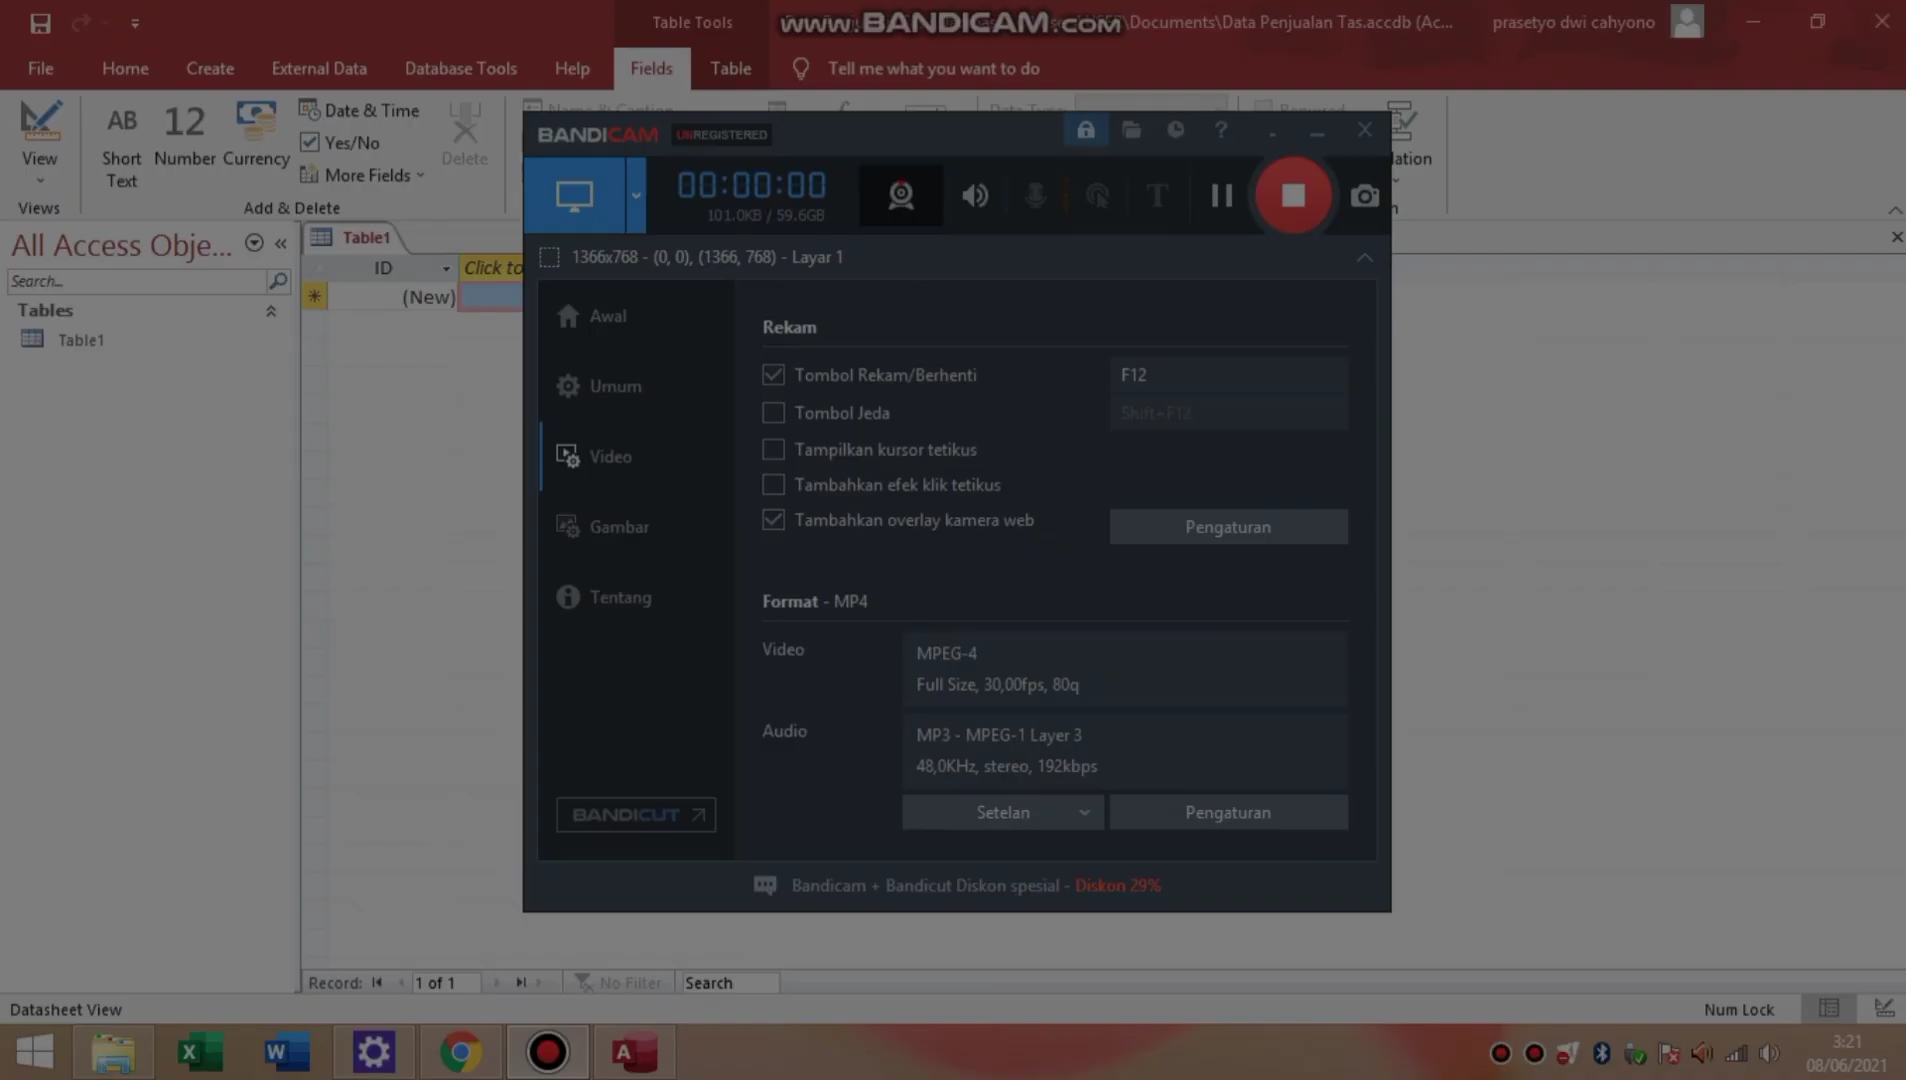 Table Tools
www.BANDICAM.com
\Documents\Data Penjualan Tas.accdb (Ac...
prasetyo dwi cahyono
File
Home
Create
External Data
Database Tools
Help
Fields
Table
Tell me what you want to do
View
Views
AB
Short
Text
12
Number
Currency
Date & Time
Yes/No
More Fields
Delete
Add & Delete
Name & Caption
Data Type:
Required
BANDICAM
UNREGISTERED
?
00:00:00
101.0KB / 59.6GB
T
1366x768 - (0, 0), (1366, 768) - Layar 1
All Access Obje...
Search...
Tables
Table1
Table1
ID
Click to
(New)
Awal
Umum
Video
Gambar
Tentang
BANDICUT
Rekam
Tombol Rekam/Berhenti
F12
Tombol Jeda
Shift+F12
Tampilkan kursor tetikus
Tambahkan efek klik tetikus
Tambahkan overlay kamera web
Pengaturan
Format - MP4
Video
MPEG-4
Full Size, 30,00fps, 80q
Audio
MP3 - MPEG-1 Layer 3
48,0KHz, stereo, 192kbps
Setelan
Pengaturan
Bandicam + Bandicut Diskon spesial - Diskon 29%
Record:
1 of 1
No Filter
Search
Datasheet View
Num Lock
3:21
08/06/2021